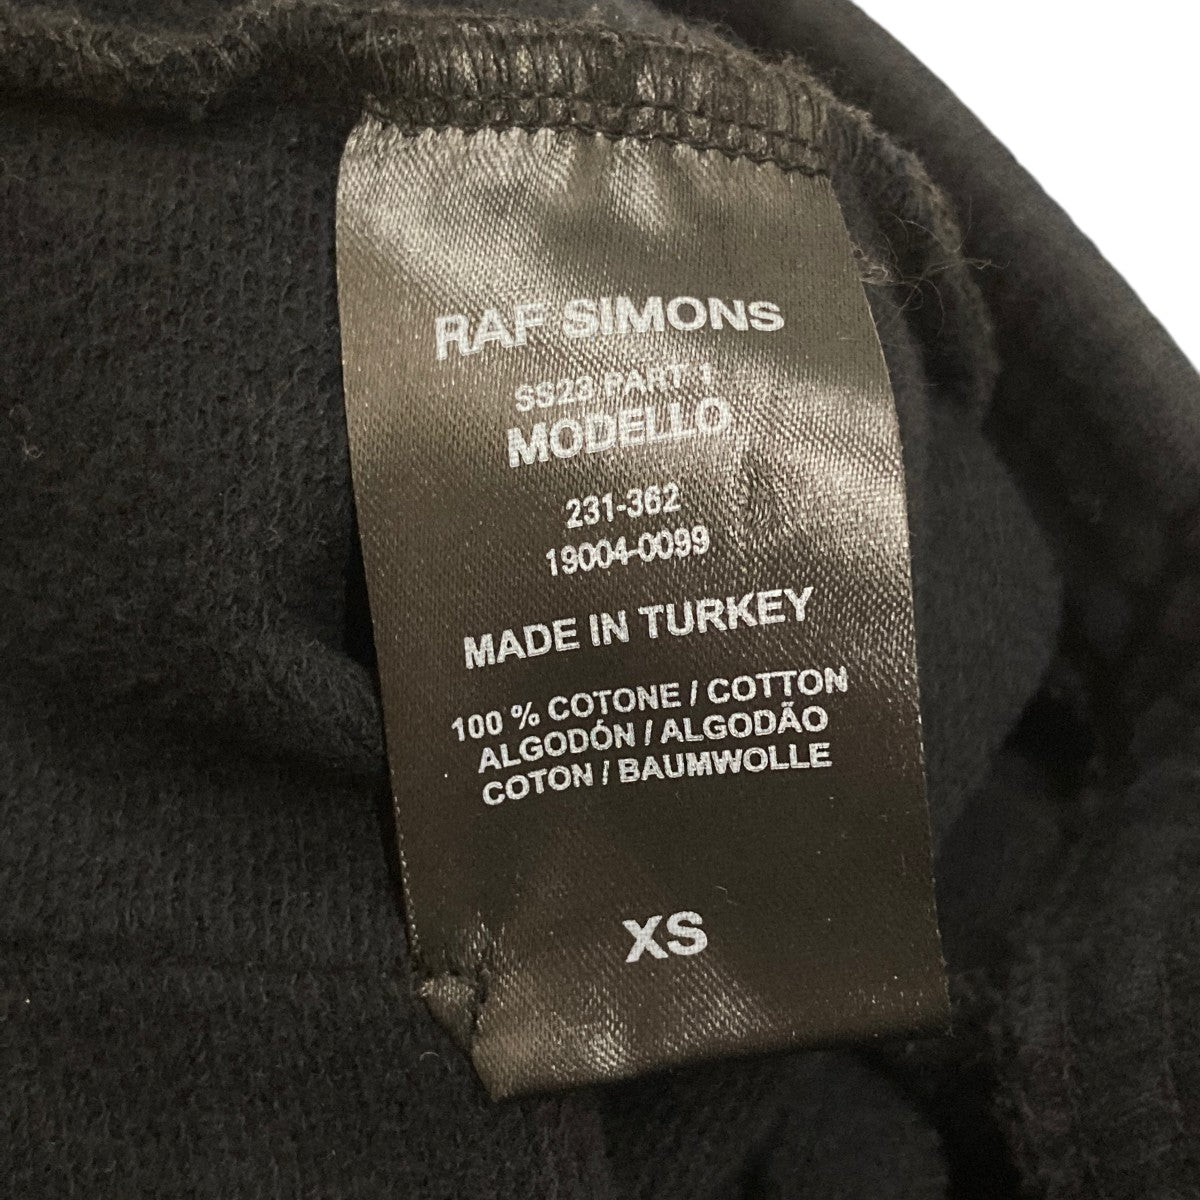 RAF SIMONS
SS23 PART 1
MODELLO
231-362
19004-0099
MADE IN TURKEY
100 % COTONE / COTTON
ALGODÓN / ALGODÃO
COTON / BAUMWOLLE
XS